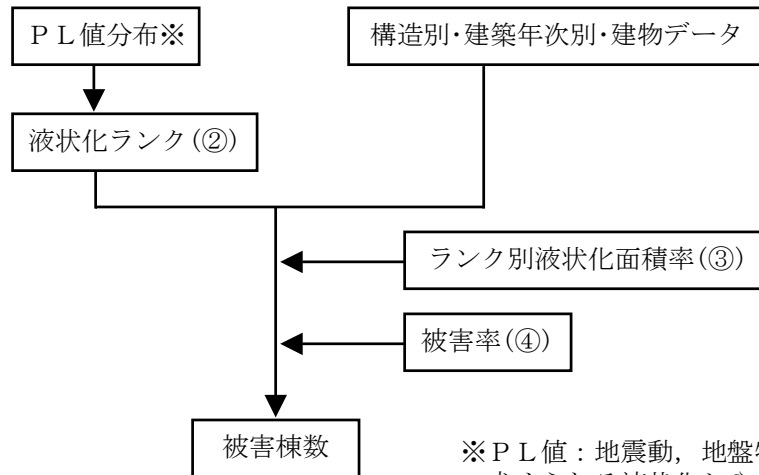 ＰＬ値分布※
構造別・建築年次別・建物データ
液状化ランク(②)
ランク別液状化面積率(③)
被害率(④)
被害棟数
※ＰＬ値：地震動，地盤